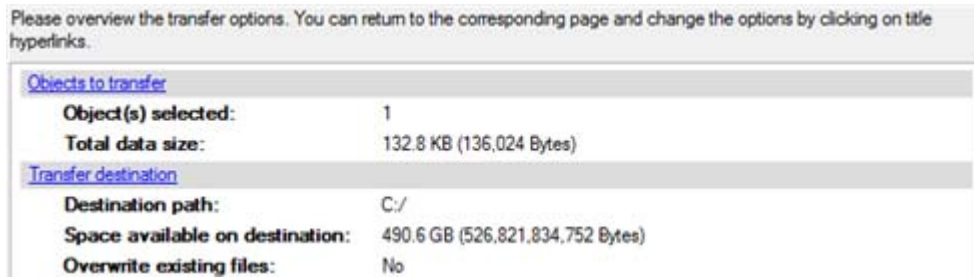 Please overview the transfer options. You can return to the corresponding page and change the options by clicking on title
hyperlinks.
Objects to transfer
Object(s) selected: 1
Total data size: 132.8 KB (136,024 Bytes)
Transfer destination
Destination path: C:/
Space available on destination: 490.6 GB (526,821,834,752 Bytes)
Overwrite existing files: No